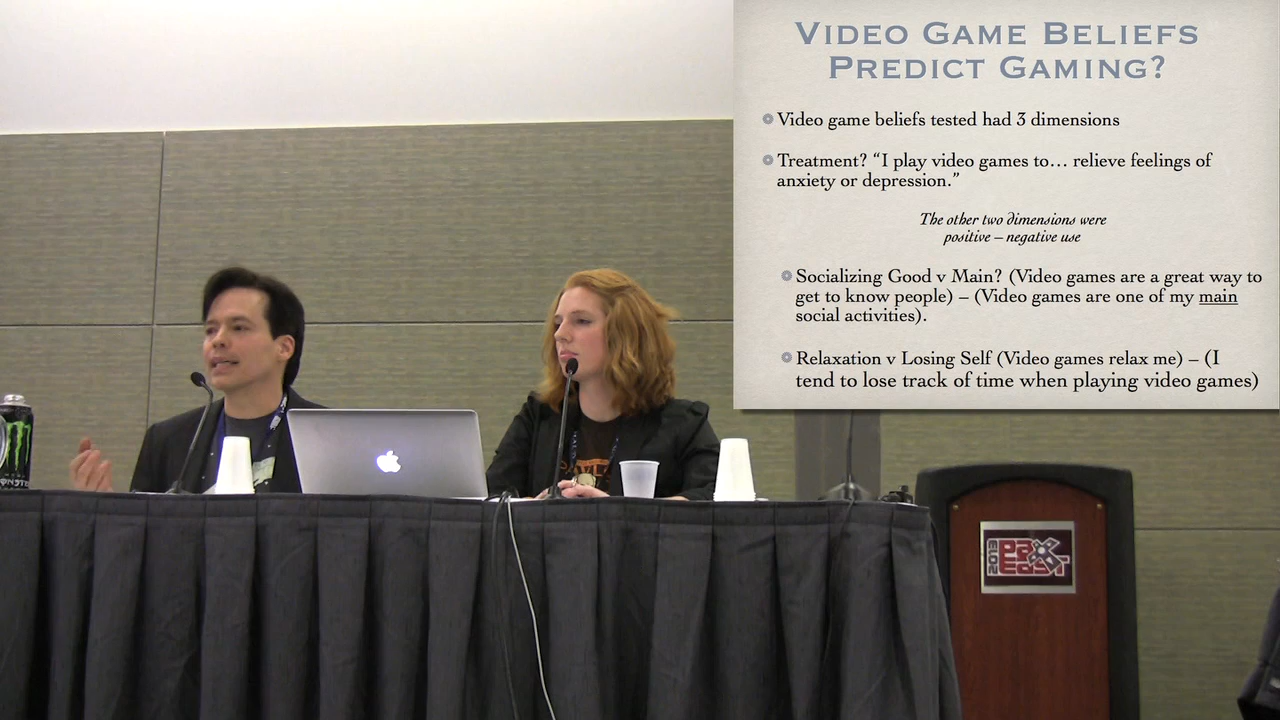 VIDEO GAME BELIEFS
PREDICT GAMING?
Video game beliefs tested had 3 dimensions
Treatment? “I play video games to… relieve feelings of
anxiety or depression.”
The other two dimensions were
positive – negative use
Socializing Good v Main? (Video games are a great way to
get to know people) – (Video games are one of my main
social activities).
Relaxation v Losing Self (Video games relax me) – (I
tend to lose track of time when playing video games)
MONSTER
2013
PAX
East